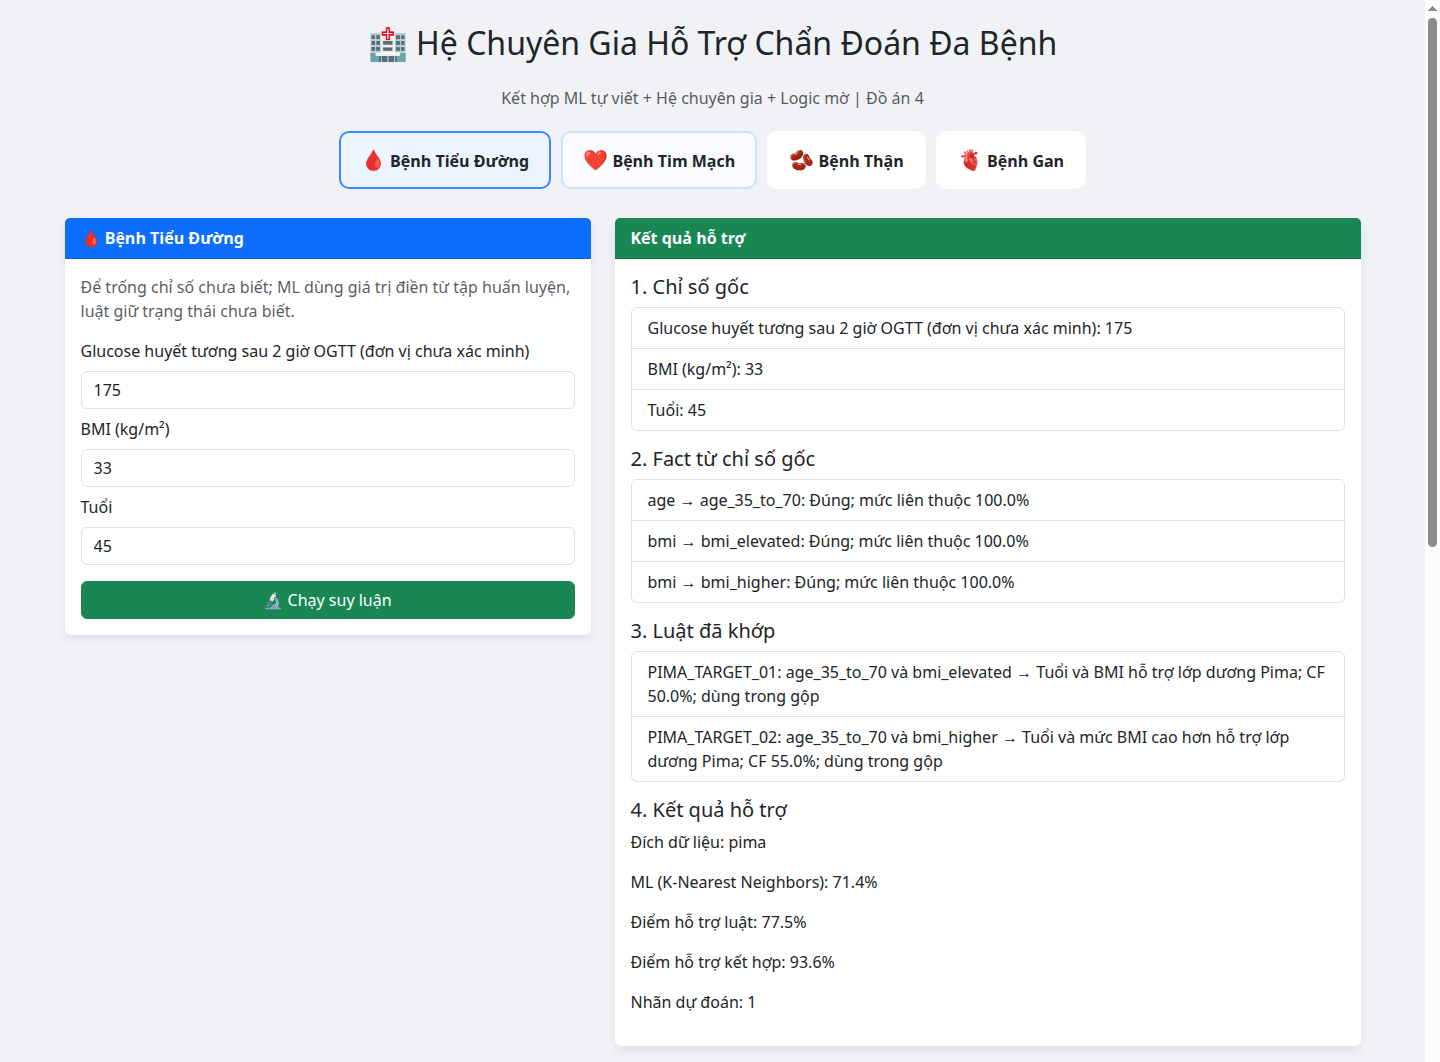 Hệ Chuyên Gia Hỗ Trợ Chẩn Đoán Đa Bệnh
Kết hợp ML tự viết + Hệ chuyên gia + Logic mờ | Đồ án 4
Bệnh Tiểu Đường
Bệnh Tim Mạch
Bệnh Thận
Bệnh Gan
Bệnh Tiểu Đường
Để trống chỉ số chưa biết; ML dùng giá trị điền từ tập huấn luyện,
luật giữ trạng thái chưa biết.
Glucose huyết tương sau 2 giờ OGTT (đơn vị chưa xác minh)
175
BMI (kg/m²)
33
Tuổi
45
Chạy suy luận
Kết quả hỗ trợ
1. Chỉ số gốc
Glucose huyết tương sau 2 giờ OGTT (đơn vị chưa xác minh): 175
BMI (kg/m²): 33
Tuổi: 45
2. Fact từ chỉ số gốc
age → age_35_to_70: Đúng; mức liên thuộc 100.0%
bmi → bmi_elevated: Đúng; mức liên thuộc 100.0%
bmi → bmi_higher: Đúng; mức liên thuộc 100.0%
3. Luật đã khớp
PIMA_TARGET_01: age_35_to_70 và bmi_elevated → Tuổi và BMI hỗ trợ lớp dương Pima; CF
50.0%; dùng trong gộp
PIMA_TARGET_02: age_35_to_70 và bmi_higher → Tuổi và mức BMI cao hơn hỗ trợ lớp
dương Pima; CF 55.0%; dùng trong gộp
4. Kết quả hỗ trợ
Đích dữ liệu: pima
ML (K-Nearest Neighbors): 71.4%
Điểm hỗ trợ luật: 77.5%
Điểm hỗ trợ kết hợp: 93.6%
Nhãn dự đoán: 1